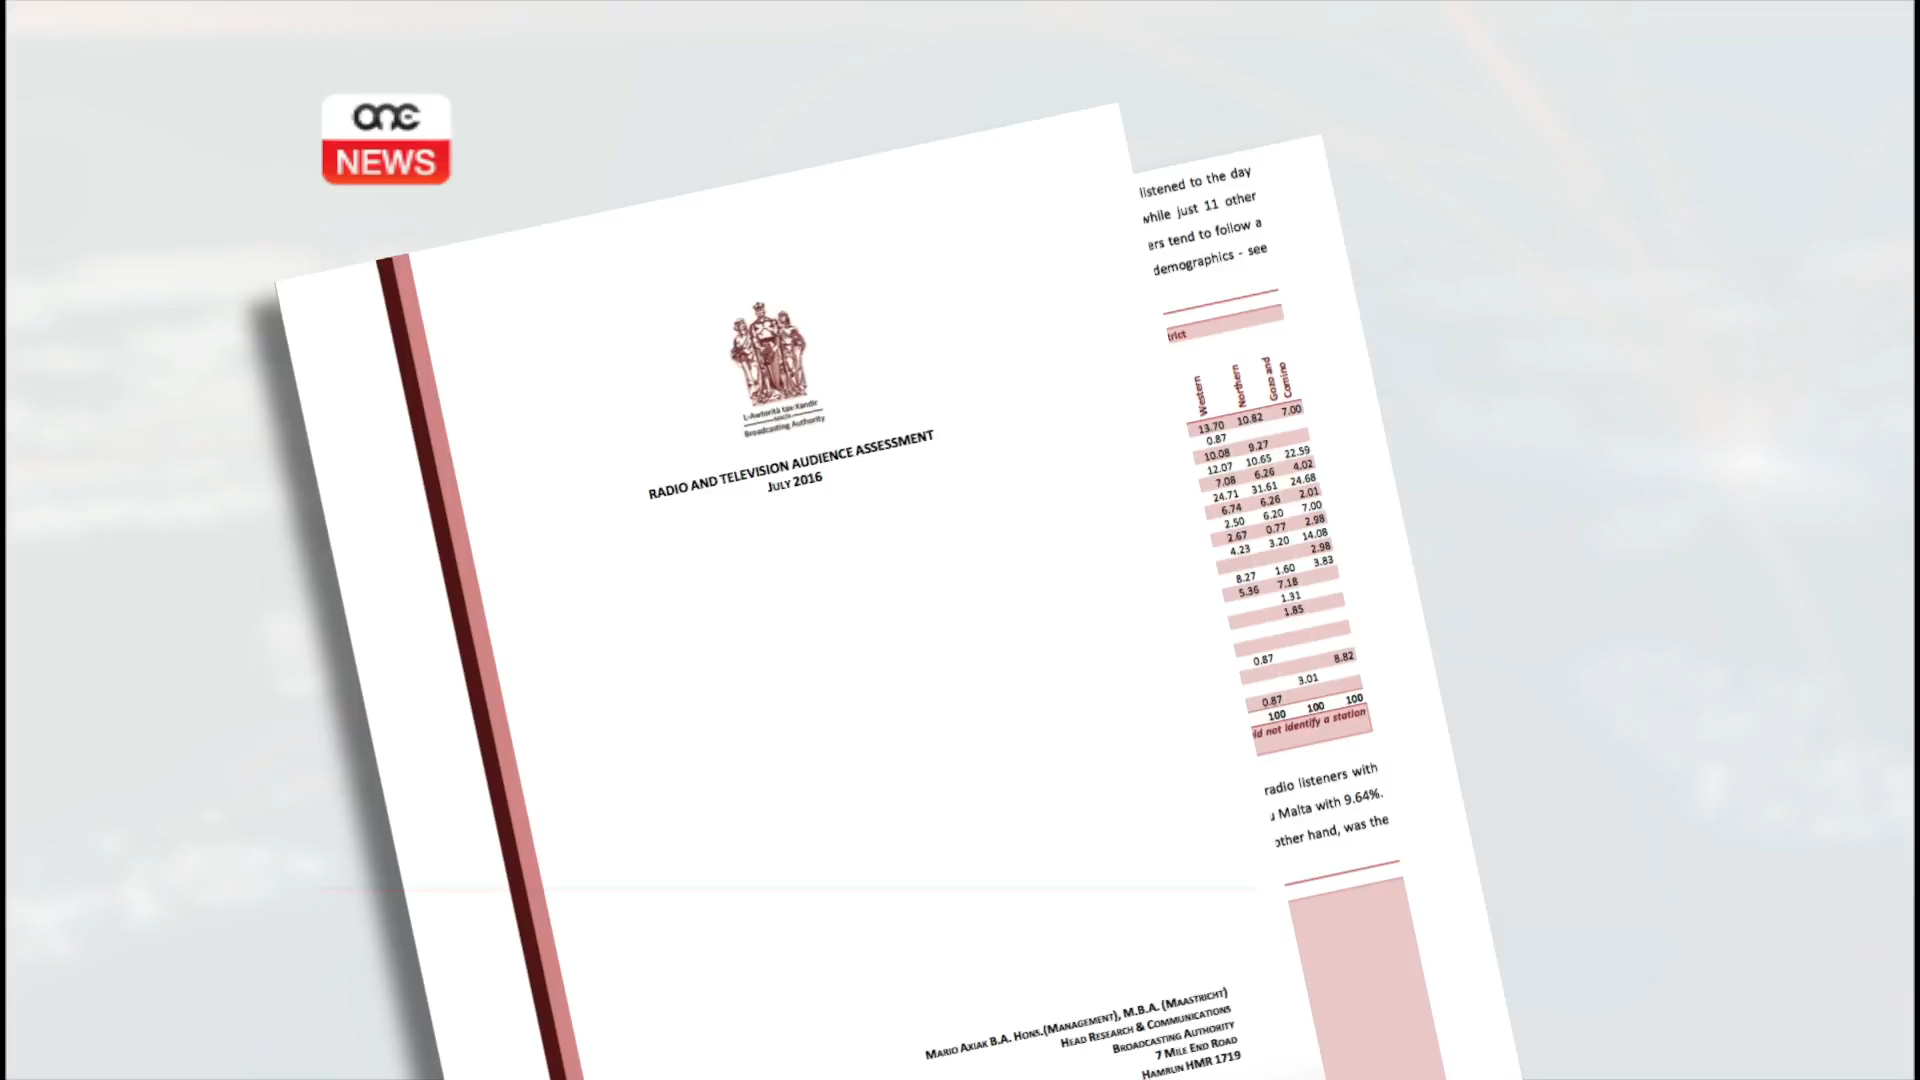 one
NEWS
L-Awtorità tax-Xandir
MALTA
Broadcasting Authority
RADIO AND TELEVISION AUDIENCE ASSESSMENT
JULY 2016
MARIO AXIAK B.A. HONS.(MANAGEMENT), M.B.A. (MAASTRICHT)
HEAD RESEARCH & COMMUNICATIONS
BROADCASTING AUTHORITY
7 MILE END ROAD
HAMRUN HMR 1719
listened to the day
while just 11 other
ers tend to follow a
demographics - see
trict
Western Northern Gozo and Comino
13.70 10.82 7.00
0.87
10.08 9.27
12.07 10.65 22.59
7.08 6.26 4.02
24.71 31.61 24.68
6.74 6.26 2.01
2.50 6.20 7.00
2.67 0.77 2.98
4.23 3.20 14.08
2.98
8.27 1.60 3.83
5.36 7.18
1.31
1.85
0.87
8.82
3.01
0.87
100 100 100
id not identify a station
radio listeners with
u Malta with 9.64%.
other hand, was the